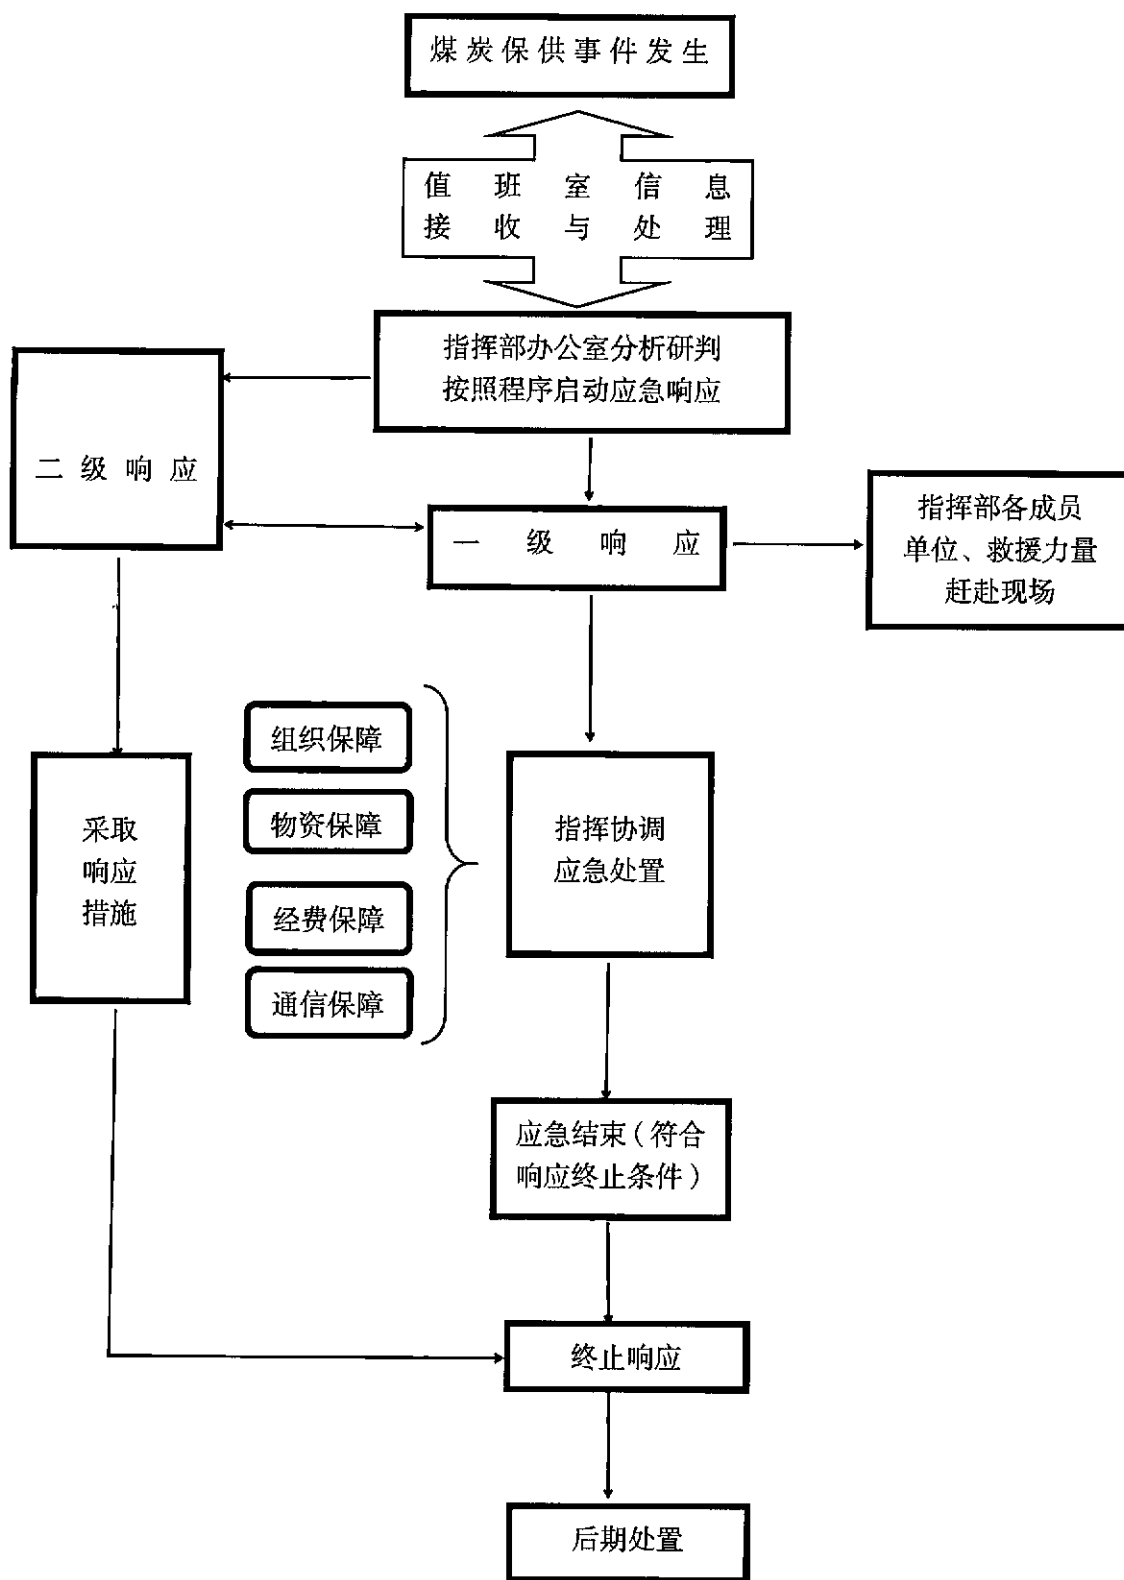 煤炭保供事件发生
值班室信息
接收与处理
指挥部办公室分析研判
按照程序启动应急响应
二级响应
一级响应
指挥部各成员
单位、救援力量
赶赴现场
组织保障
物资保障
经费保障
通信保障
采取
响应
措施
指挥协调
应急处置
应急结束（符合
响应终止条件）
终止响应
后期处置